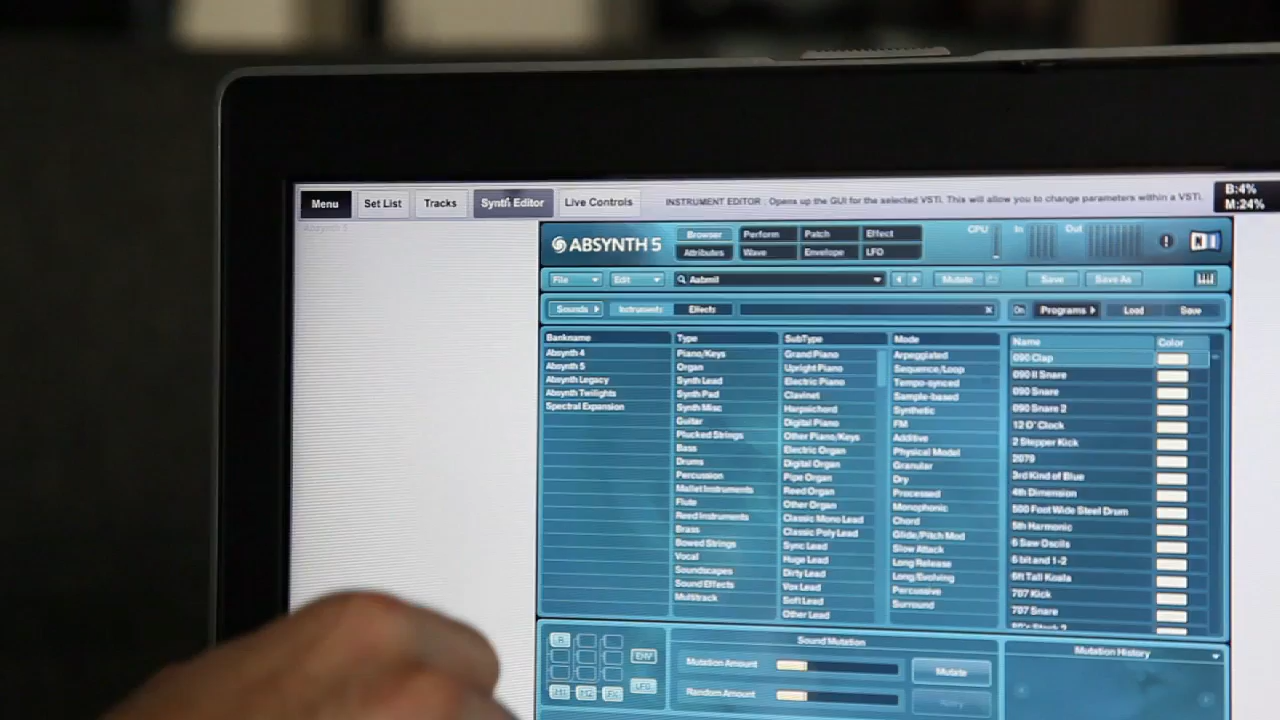 Menu Set List Tracks Synth Editor Live Controls INSTRUMENT EDITOR : Opens up the GUI for the selected VSTi. This will allow you to change parameters within a VSTi. B:4%
M:24%
Absynth 5
ABSYNTH 5 Browser Perform Patch Effect CPU In Out
Attributes Wave Envelope LFO
File Edit Aabmil Mutate Save Save As
Sounds Instruments Effects On Programs Load Save
Bankname
Absynth 4
Absynth 5
Absynth Legacy
Absynth Twilights
Spectral Expansion
Type
Piano/Keys
Organ
Synth Lead
Synth Pad
Synth Misc
Guitar
Plucked Strings
Bass
Drums
Percussion
Mallet Instruments
Flute
Reed Instruments
Brass
Bowed Strings
Vocal
Soundscapes
Sound Effects
Multitrack
SubType
Grand Piano
Upright Piano
Electric Piano
Clavinet
Harpsichord
Digital Piano
Other Piano/Keys
Electric Organ
Digital Organ
Pipe Organ
Reed Organ
Other Organ
Classic Mono Lead
Classic Poly Lead
Sync Lead
Huge Lead
Dirty Lead
Vox Lead
Soft Lead
Other Lead
Mode
Arpeggiated
Sequence/Loop
Tempo-synced
Sample-based
Synthetic
FM
Additive
Physical Model
Granular
Dry
Processed
Monophonic
Chord
Glide/Pitch Mod
Slow Attack
Long Release
Long/Evolving
Percussive
Surround
Name Color
090 Clap
090 II Snare
090 Snare
090 Snare 2
12 O' Clock
2 Stepper Kick
2079
3rd Kind of Blue
4th Dimension
500 Foot Wide Steel Drum
5th Harmonic
6 Saw Oscils
6 bit and 1-2
6ft Tall Koala
707 Kick
707 Snare
Sound Mutation
ENV
LFO
Mutation Amount Mutate
Random Amount Retry
Mutation History